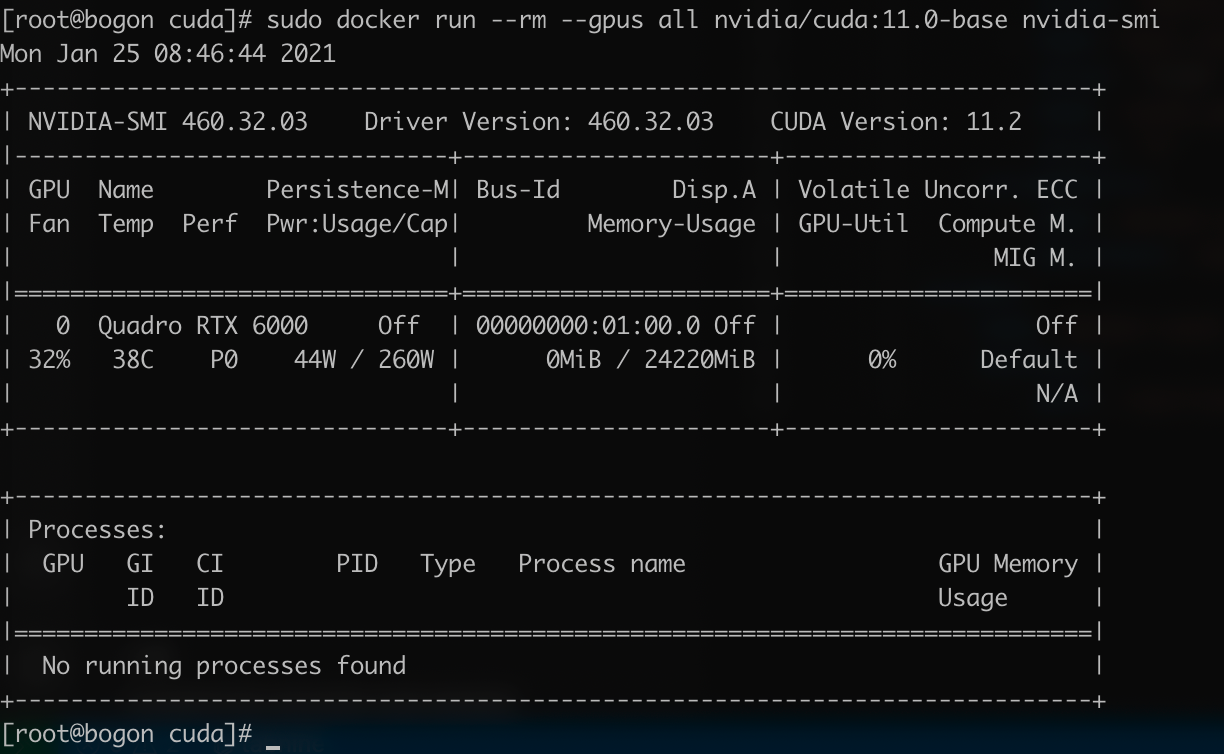 [root@bogon cuda]# sudo docker run --rm --gpus all nvidia/cuda:11.0-base nvidia-smi
Mon Jan 25 08:46:44 2021
+-----------------------------------------------------------------------------+
| NVIDIA-SMI 460.32.03    Driver Version: 460.32.03    CUDA Version: 11.2     |
|-------------------------------+----------------------+----------------------+
| GPU  Name        Persistence-M| Bus-Id        Disp.A | Volatile Uncorr. ECC |
| Fan  Temp  Perf  Pwr:Usage/Cap|         Memory-Usage | GPU-Util  Compute M. |
|                               |                      |               MIG M. |
|===============================+======================+======================|
|   0  Quadro RTX 6000     Off  | 00000000:01:00.0 Off |                  Off |
| 32%   38C    P0    44W / 260W |      0MiB / 24220MiB |      0%      Default |
|                               |                      |                  N/A |
+-------------------------------+----------------------+----------------------+

+-----------------------------------------------------------------------------+
| Processes:                                                                  |
|  GPU   GI   CI        PID   Type   Process name                  GPU Memory |
|        ID   ID                                                   Usage      |
|=============================================================================|
|  No running processes found                                                 |
+-----------------------------------------------------------------------------+
[root@bogon cuda]# _